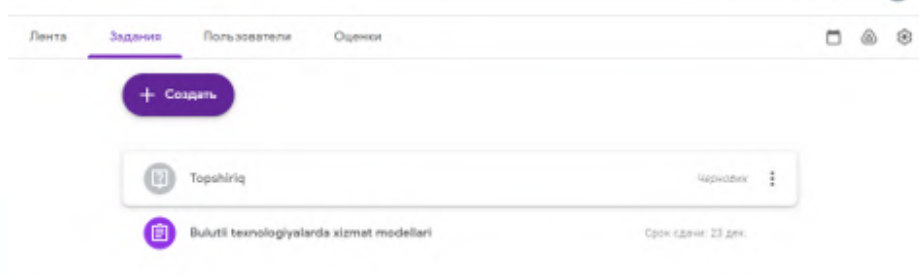 Лента Задания Пользователи Оценки
+ Создать
Topshiriq Черновик
Bulutli texnologiyalarda xizmat modellari Срок сдачи: 23 дек.